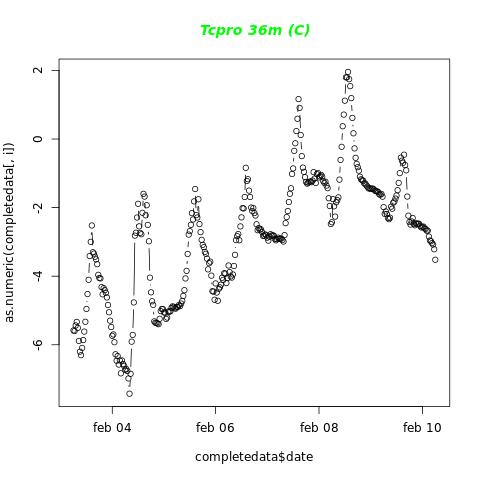 Tcpro 36m (C)
as.numeric(completedata[, i])
2
0
-2
-4
-6
feb 04
feb 06
feb 08
feb 10
completedata$date